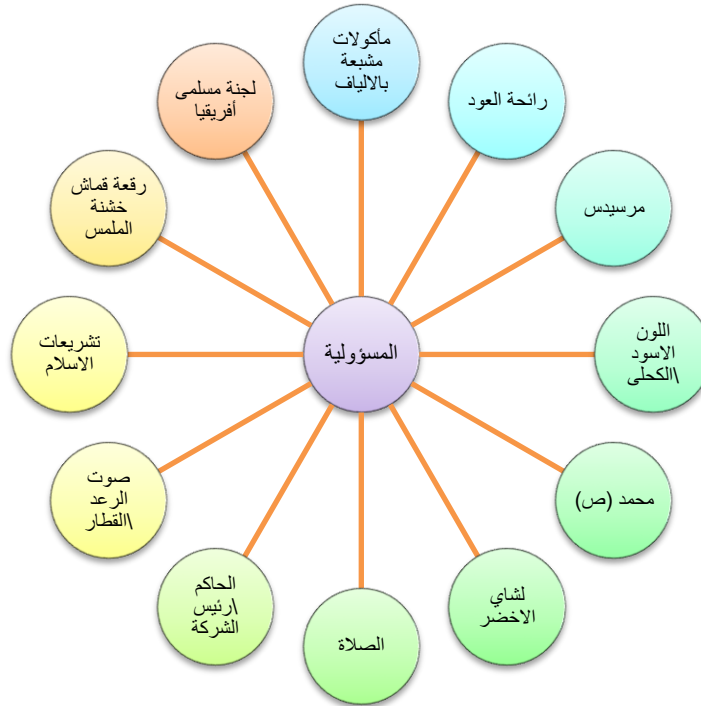 مأكولات
مشبعة
بالالياف
رائحة العود
مرسيدس
اللون
الاسود
\الكحلى
محمد (ص)
لشاي
الاخضر
الصلاة
الحاكم
\رئيس
الشركة
صوت
الرعد
\القطار
تشريعات
الاسلام
رقعة قماش
خشنة
الملمس
لجنة مسلمى
أفريقيا
المسؤولية